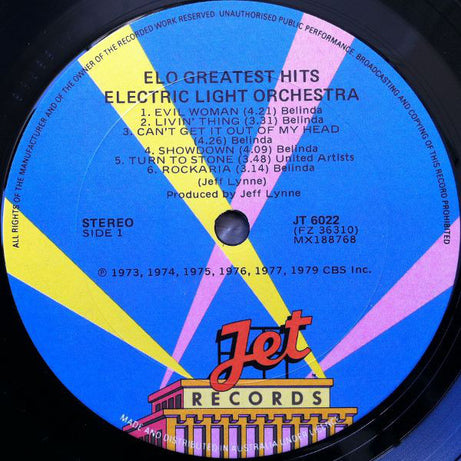 ALL RIGHTS OF THE MANUFACTURER AND OF THE OWNER OF THE RECORDED WORK RESERVED. UNAUTHORISED PUBLIC PERFORMANCE, BROADCASTING AND COPYING OF THIS RECORD PROHIBITED
ELO GREATEST HITS
ELECTRIC LIGHT ORCHESTRA
1. EVIL WOMAN (4.21) Belinda
2. LIVIN' THING (3.31) Belinda
3. CAN'T GET IT OUT OF MY HEAD
(4.26) Belinda
4. SHOWDOWN (4.09) Belinda
5. TURN TO STONE (3.48) United Artists
6. ROCKARIA (3.14) Belinda
(Jeff Lynne)
Produced by Jeff Lynne
STEREO
SIDE 1
JT 6022
(FZ 36310)
MX188768
℗ 1973, 1974, 1975, 1976, 1977, 1979 CBS Inc.
Jet
RECORDS
MADE AND DISTRIBUTED IN AUSTRALIA UNDER LICENCE